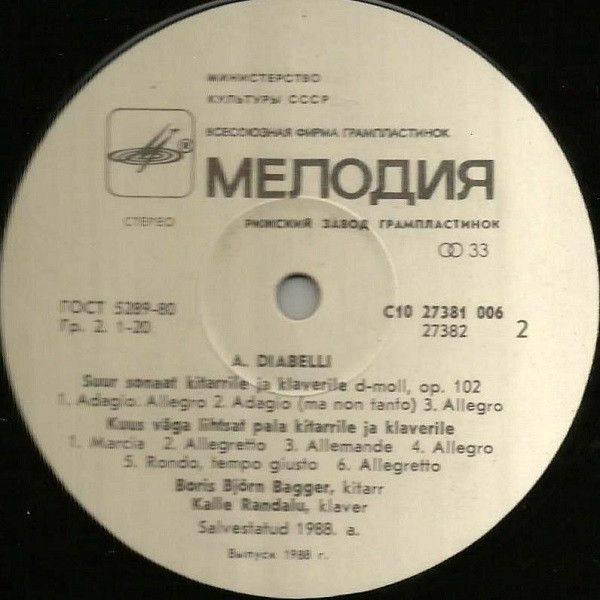 МИНИСТЕРСТВО
КУЛЬТУРЫ СССР
ВСЕСОЮЗНАЯ ФИРМА ГРАМПЛАСТИНОК
®
МЕЛОДИЯ
СТЕРЕО
РИЖСКИЙ ЗАВОД ГРАМПЛАСТИНОК
33
ГОСТ 5289-80
Гр. 2. 1-20
С10 27381 006
27382
2
A. DIABELLI
Suur sonaat kitarrile ja klaverile d-moll, op. 102
1. Adagio. Allegro 2. Adagio (ma non tanto) 3. Allegro
Kuus väga lihtsat pala kitarrile ja klaverile
1. Marcia 2. Allegretto 3. Allemande 4. Allegro
5. Rondo, tempo giusto 6. Allegretto
Boris Björn Bagger, kitarr
Kalle Randalu, klaver
Salvestatud 1988. a.
Выпуск 1988 г.